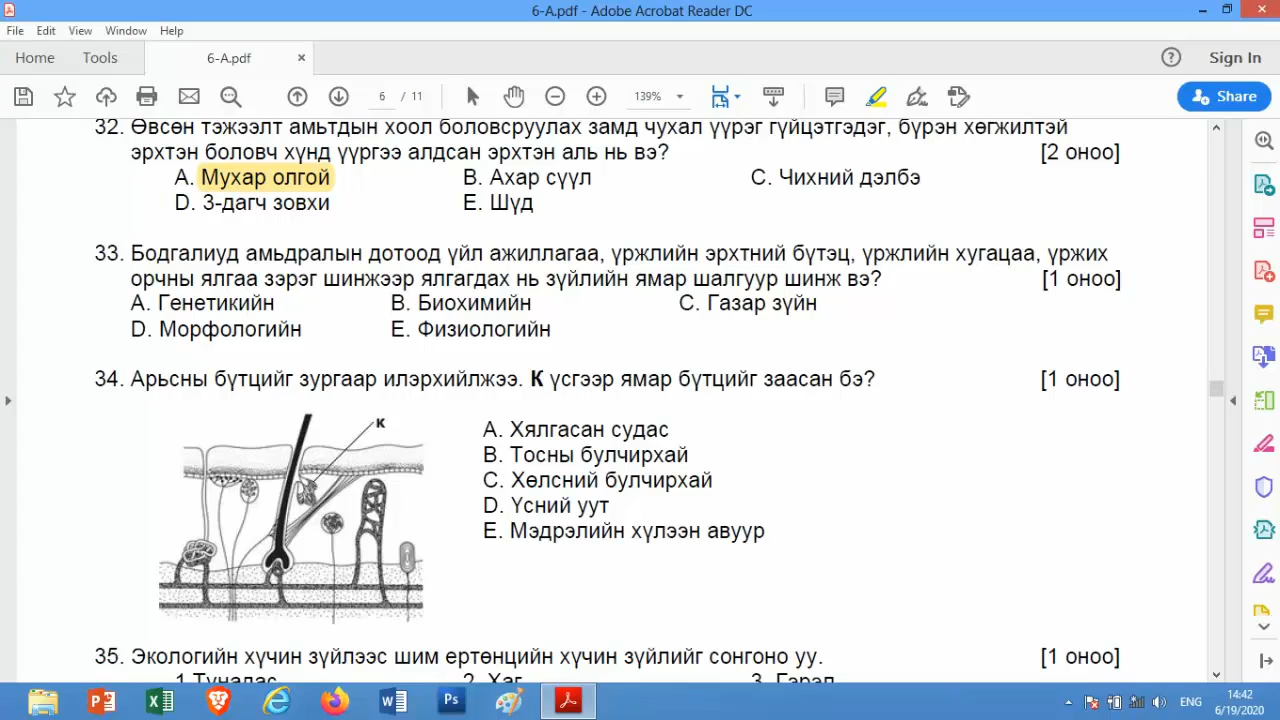 6-A.pdf - Adobe Acrobat Reader DC
File Edit View Window Help
Home Tools 6-A.pdf × Sign In
6 / 11 139% Share
32. Өвсөн тэжээлт амьтдын хоол боловсруулах замд чухал үүрэг гүйцэтгэдэг, бүрэн хөгжилтэй
эрхтэн боловч хүнд үүргээ алдсан эрхтэн аль нь вэ? [2 оноо]
A. Мухар олгой B. Ахар сүүл C. Чихний дэлбэ
D. 3-дагч зовхи E. Шүд
33. Бодгалиуд амьдралын дотоод үйл ажиллагаа, үржлийн эрхтний бүтэц, үржлийн хугацаа, үржих
орчны ялгаа зэрэг шинжээр ялгагдах нь зүйлийн ямар шалгуур шинж вэ? [1 оноо]
A. Генетикийн B. Биохимийн C. Газар зүйн
D. Морфологийн E. Физиологийн
34. Арьсны бүтцийг зургаар илэрхийлжээ. К үсгээр ямар бүтцийг заасан бэ? [1 оноо]
К
A. Хялгасан судас
B. Тосны булчирхай
C. Хөлсний булчирхай
D. Үсний уут
E. Мэдрэлийн хүлээн авуур
35. Экологийн хүчин зүйлээс шим ертөнцийн хүчин зүйлийг сонгоно уу. [1 оноо]
ENG 14:42
6/19/2020